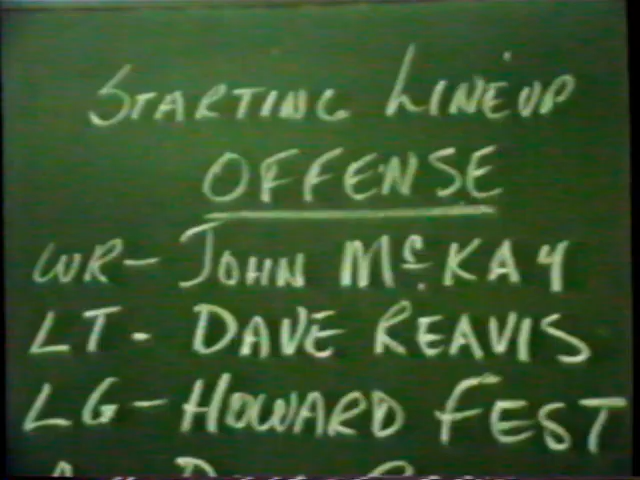 STARTING LINEUP
OFFENSE
WR- JOHN McKAY
LT- DAVE REAVIS
LG- HOWARD FEST